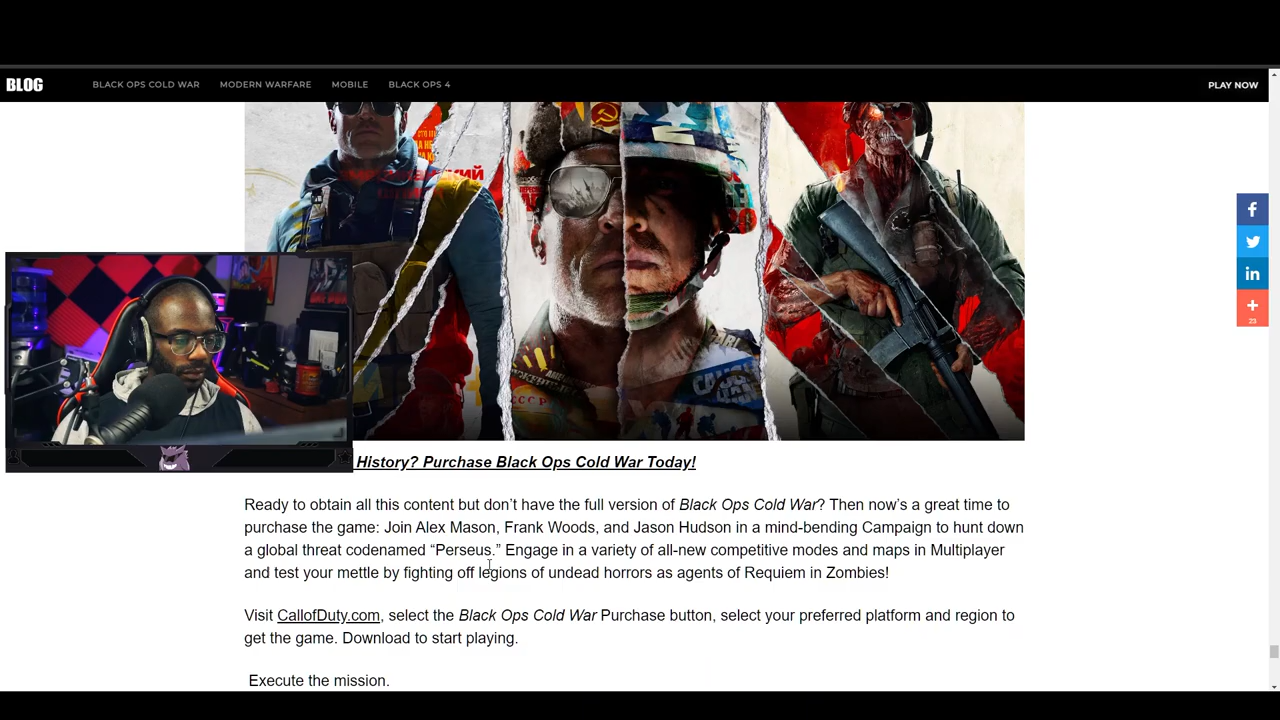 BLOG
BLACK OPS COLD WAR
MODERN WARFARE
MOBILE
BLACK OPS 4
PLAY NOW
23
History? Purchase Black Ops Cold War Today!
Ready to obtain all this content but don’t have the full version of Black Ops Cold War? Then now’s a great time to
purchase the game: Join Alex Mason, Frank Woods, and Jason Hudson in a mind-bending Campaign to hunt down
a global threat codenamed “Perseus.” Engage in a variety of all-new competitive modes and maps in Multiplayer
and test your mettle by fighting off legions of undead horrors as agents of Requiem in Zombies!
Visit CallofDuty.com, select the Black Ops Cold War Purchase button, select your preferred platform and region to
get the game. Download to start playing.
Execute the mission.